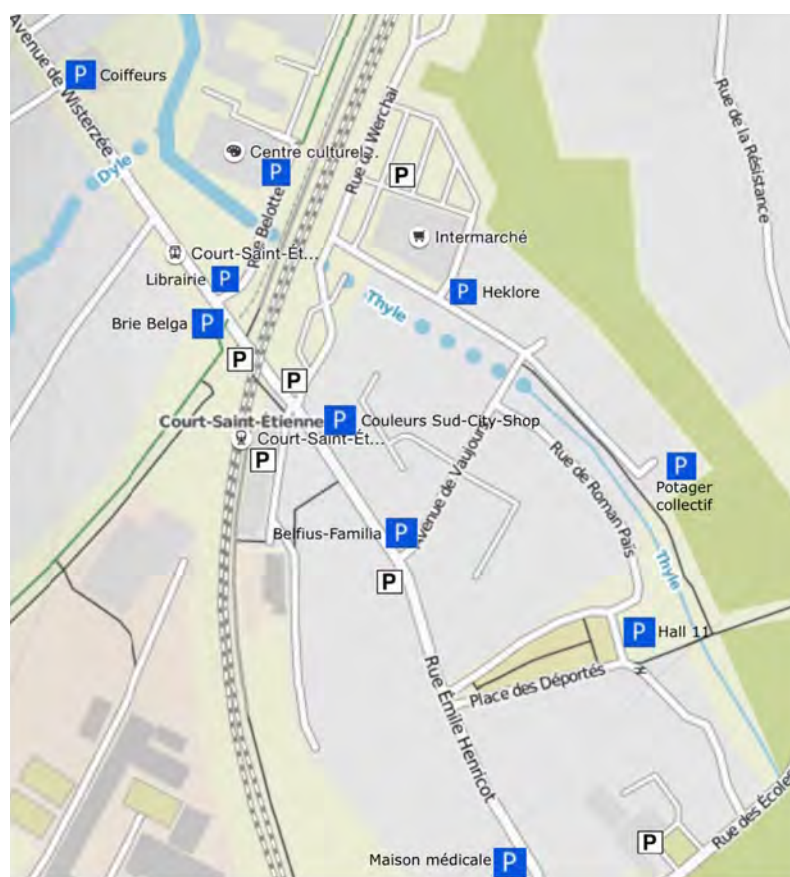 Avenue de Wisterzée
P
Coiffeurs
Rue de la Résistance
Rue du Werchai
Centre culturel...
P
P
Dyle
Rue Belotte
Intermarché
Court-Saint-Ét...
Librairie
P
P
Heklore
Thyle
Brie Belga
P
P
P
Court-Saint-Étienne
P
Couleurs Sud-City-Shop
Court-Saint-Ét...
P
Avenue de Vaujours
Rue de Roman Païs
P
Potager
collectif
Belfius-Familia
P
P
Thyle
P
Hall 11
Rue Émile Henricot
Place des Déportés
Rue des Écoles
P
Maison médicale
P